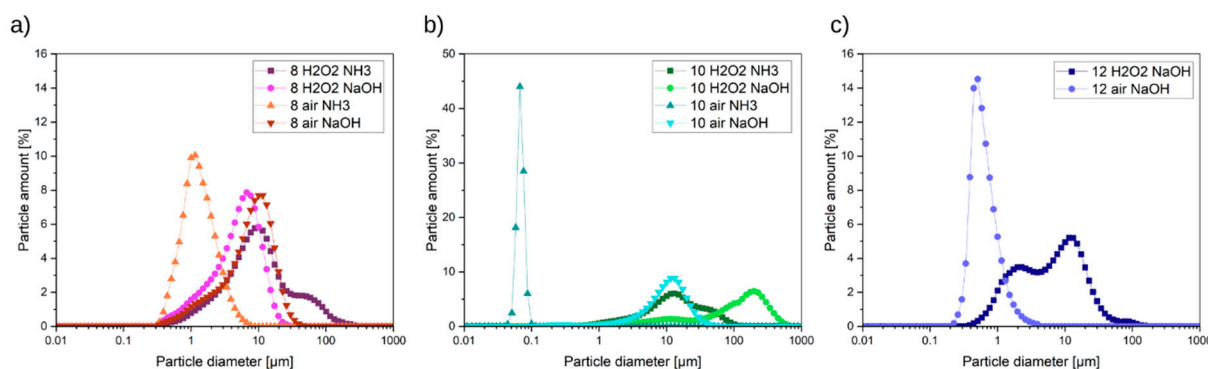 a)
16
14
12
10
8
6
4
2
0
Particle amount [%]
8 H2O2 NH3
8 H2O2 NaOH
8 air NH3
8 air NaOH
0.01 0.1 1 10 100 1000
Particle diameter [µm]
b)
50
40
30
20
10
0
Particle amount [%]
10 H2O2 NH3
10 H2O2 NaOH
10 air NH3
10 air NaOH
0.01 0.1 1 10 100 1000
Particle diameter [µm]
c)
16
14
12
10
8
6
4
2
0
Particle amount [%]
12 H2O2 NaOH
12 air NaOH
0.01 0.1 1 10 100 1000
Particle diameter [µm]